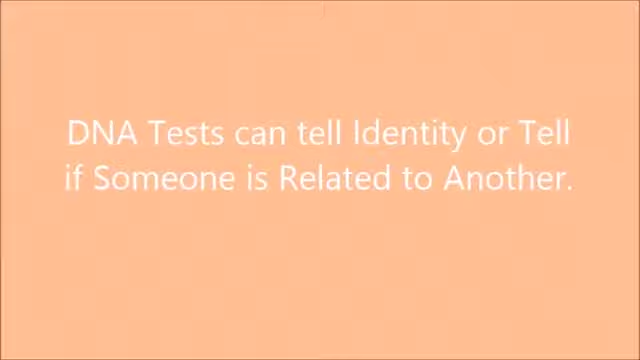 DNA Tests can tell Identity or Tell
if Someone is Related to Another.